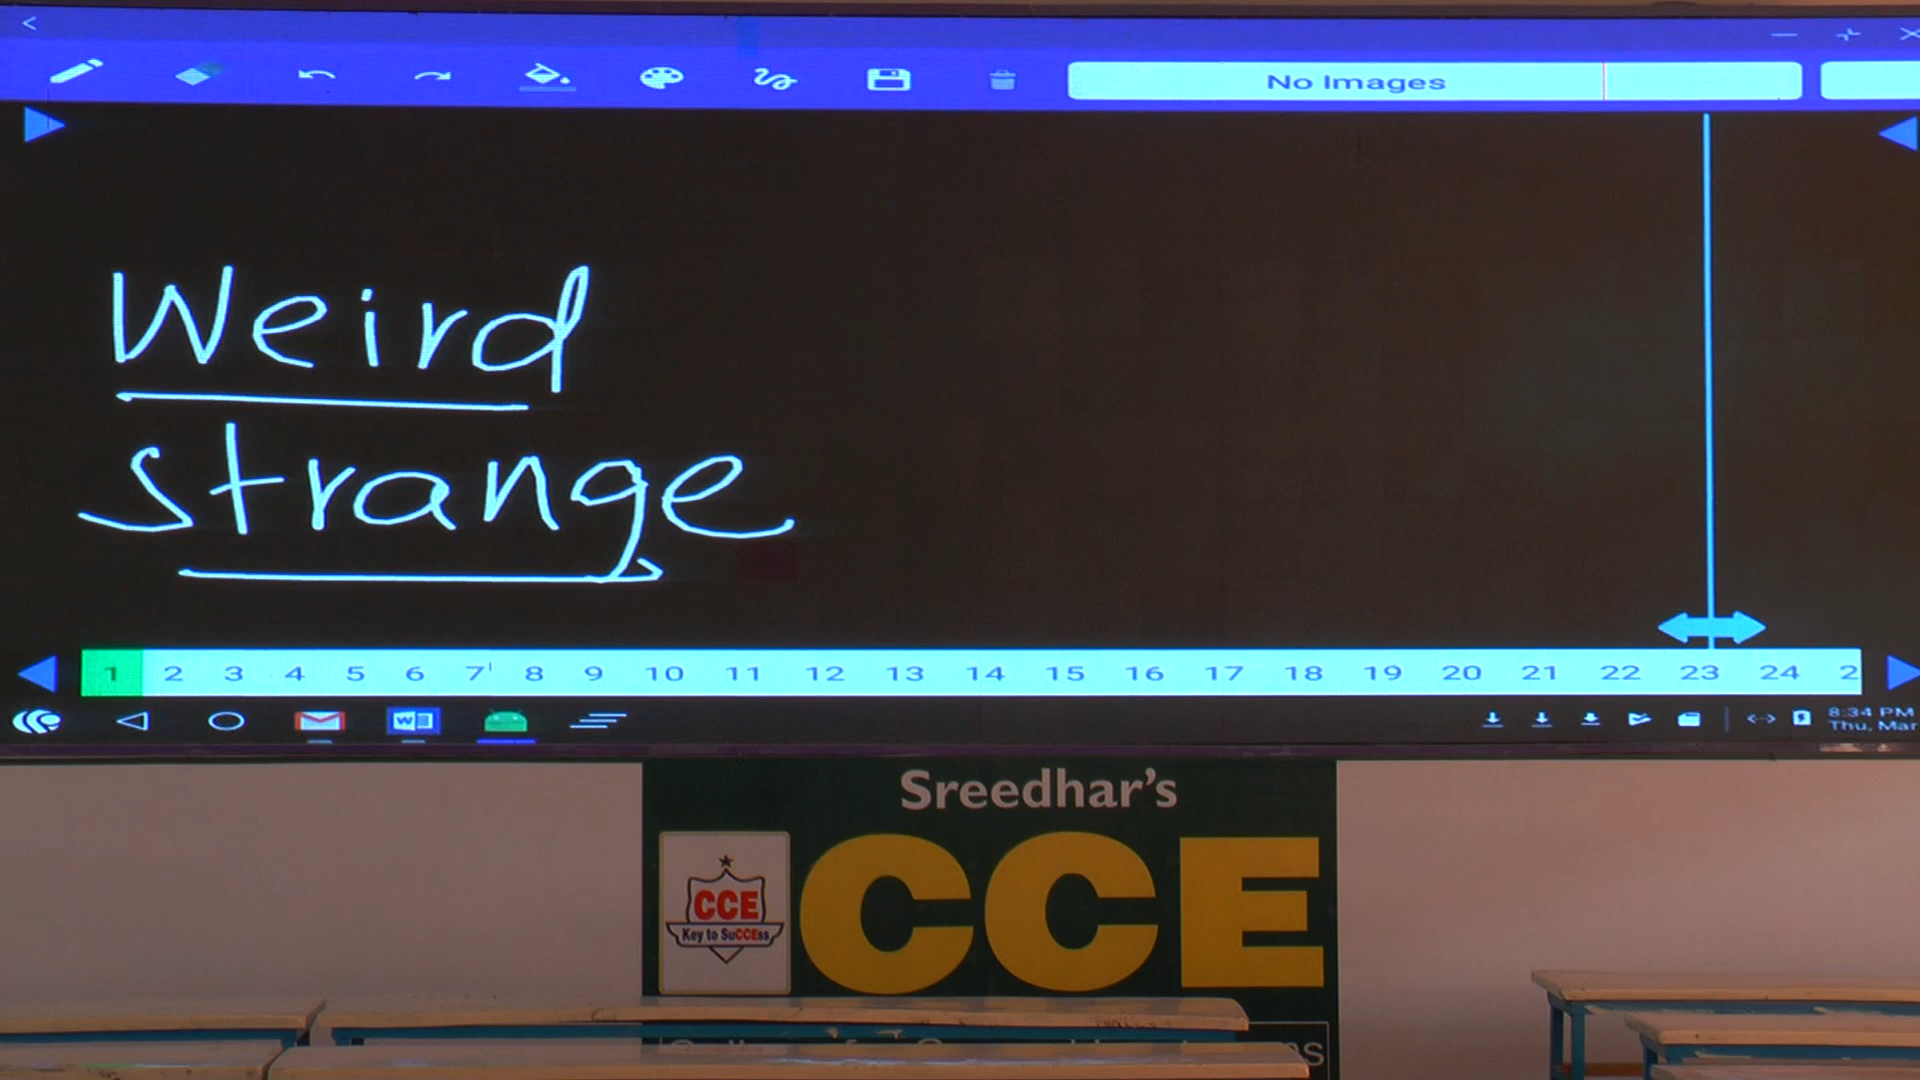 No Images
Weird
strange
1 2 3 4 5 6 7 8 9 10 11 12 13 14 15 16 17 18 19 20 21 22 23 24 2
8:34 PM
Thu, Mar
Sreedhar's
CCE
CCE
Key to SuCCEss